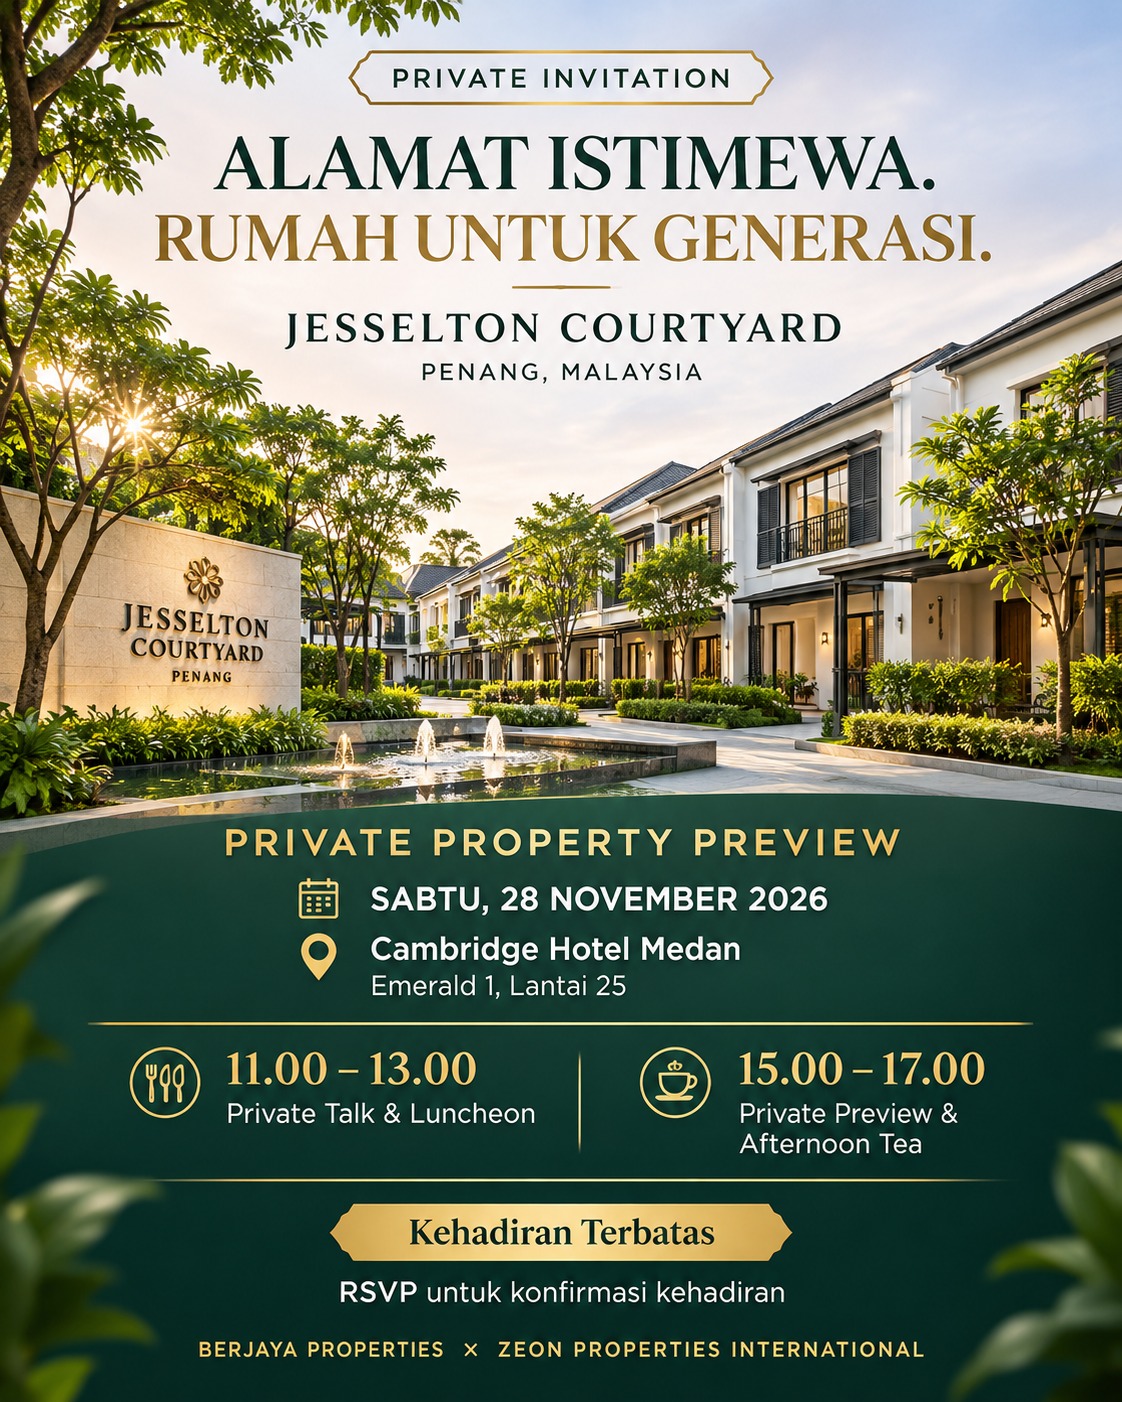 PRIVATE INVITATION
ALAMAT ISTIMEWA.
RUMAH UNTUK GENERASI.
JESSELTON COURTYARD
PENANG, MALAYSIA
JESSELTON
COURTYARD
PENANG
PRIVATE PROPERTY PREVIEW
SABTU, 28 NOVEMBER 2026
Cambridge Hotel Medan
Emerald 1, Lantai 25
11.00 – 13.00
Private Talk & Luncheon
15.00 – 17.00
Private Preview &
Afternoon Tea
Kehadiran Terbatas
RSVP untuk konfirmasi kehadiran
BERJAYA PROPERTIES × ZEON PROPERTIES INTERNATIONAL